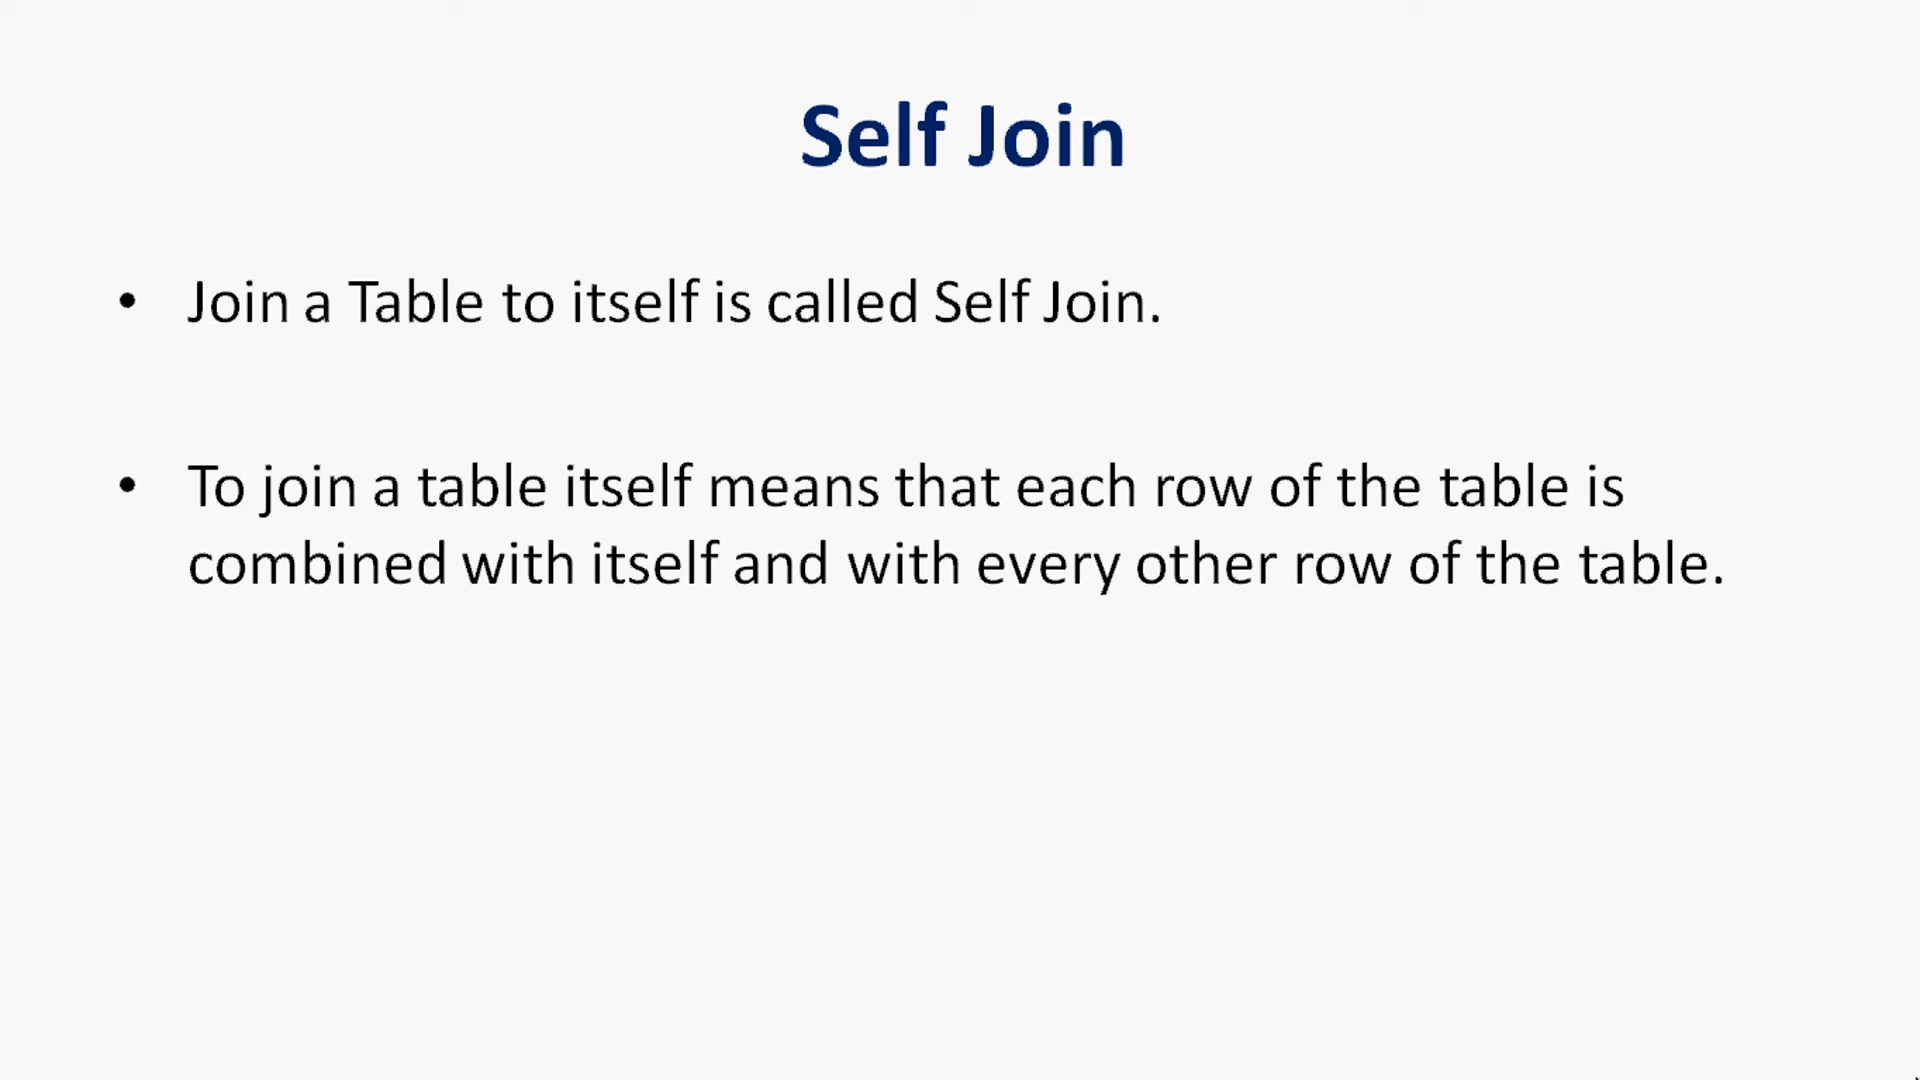 Self Join
• Join a Table to itself is called Self Join.
• To join a table itself means that each row of the table is
combined with itself and with every other row of the table.